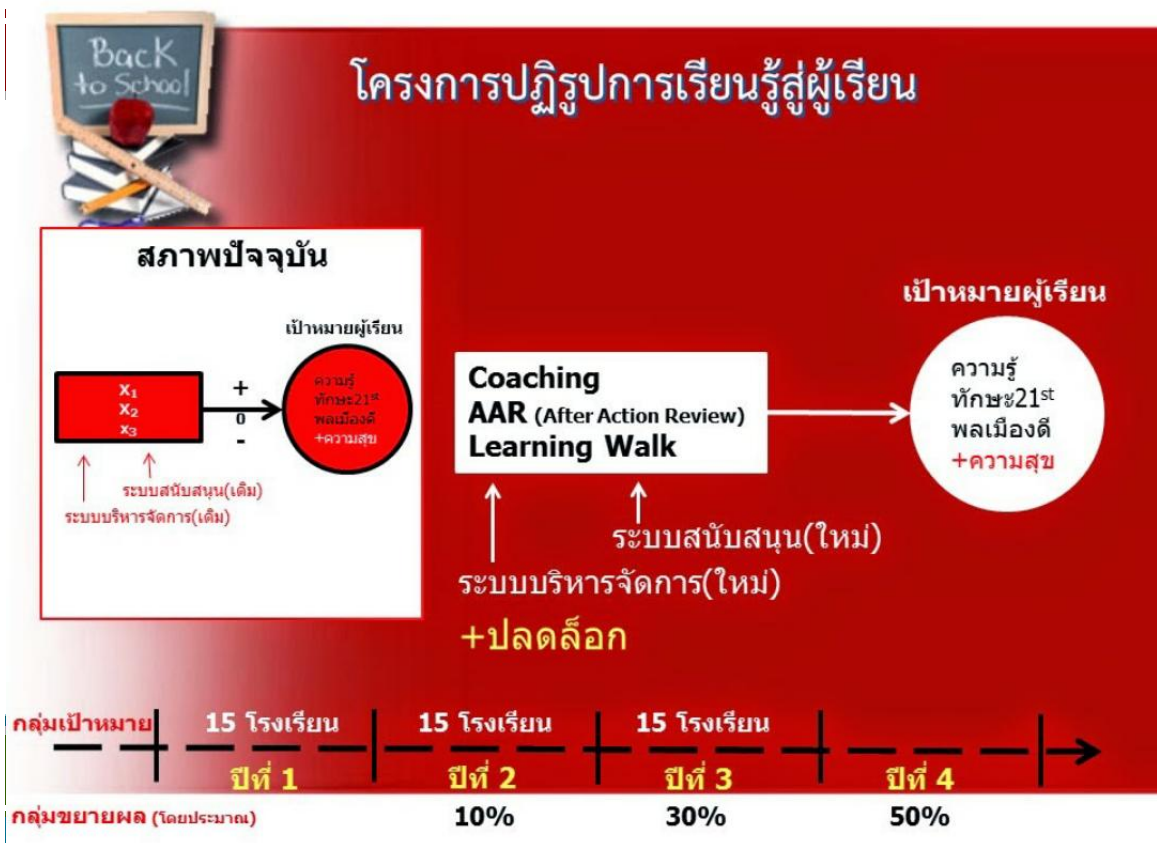 Back
to School
โครงการปฏิรูปการเรียนรู้สู่ผู้เรียน
สภาพปัจจุบัน
เป้าหมายผู้เรียน
X1
X2
X3
+
0
-
ความรู้
ทักษะ21st
พลเมืองดี
+ความสุข
ระบบสนับสนุน(เดิม)
ระบบบริหารจัดการ(เดิม)
Coaching
AAR (After Action Review)
Learning Walk
ระบบสนับสนุน(ใหม่)
ระบบบริหารจัดการ(ใหม่)
+ปลดล็อก
เป้าหมายผู้เรียน
ความรู้
ทักษะ21st
พลเมืองดี
+ความสุข
กลุ่มเป้าหมาย 15 โรงเรียน 15 โรงเรียน 15 โรงเรียน
ปีที่ 1 ปีที่ 2 ปีที่ 3 ปีที่ 4
กลุ่มขยายผล (โดยประมาณ) 10% 30% 50%